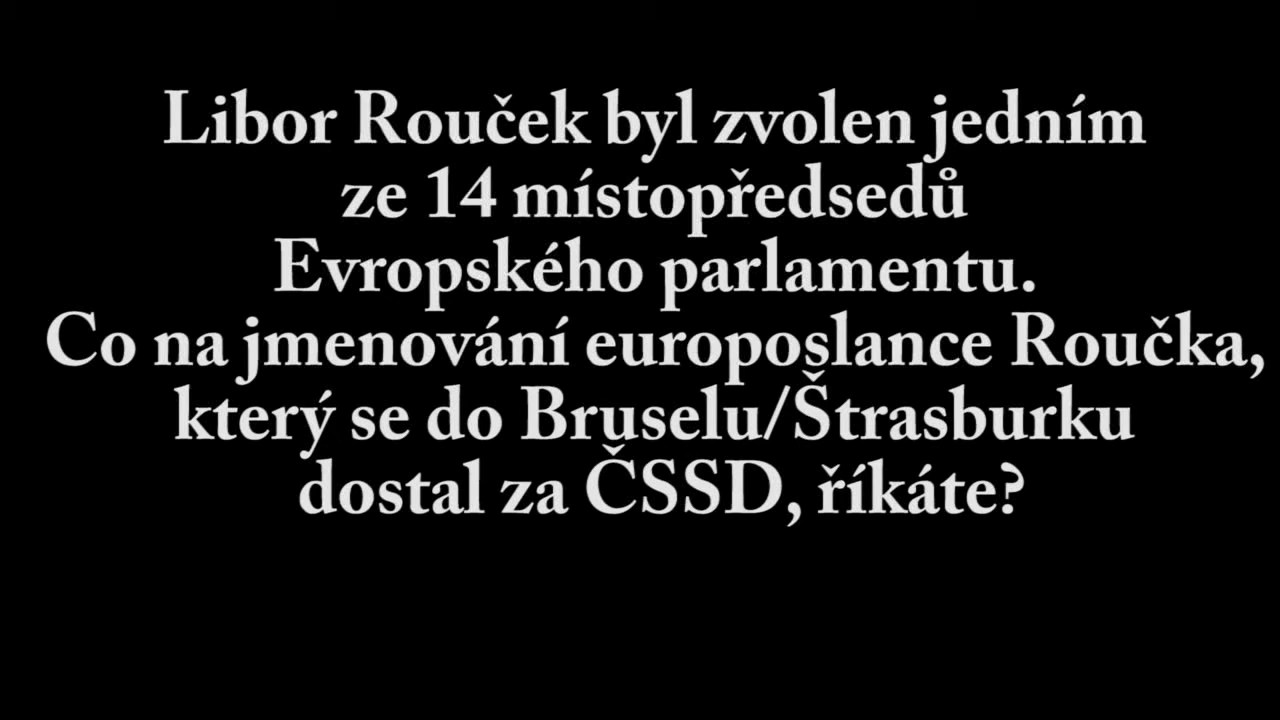 Libor Rouček byl zvolen jedním
ze 14 místopředsedů
Evropského parlamentu.
Co na jmenování europoslance Roučka,
který se do Bruselu/Štrasburku
dostal za ČSSD, říkáte?